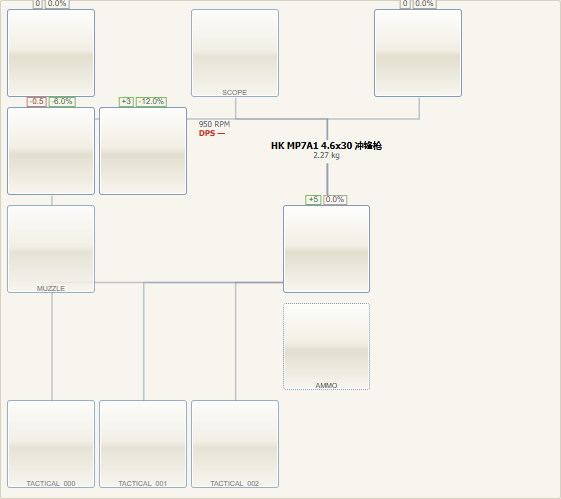 0 0.0%
0 0.0%
SCOPE
-0.5 -6.0%
+3 -12.0%
950 RPM
DPS —
HK MP7A1 4.6x30 冲锋枪
2.27 kg
+5 0.0%
MUZZLE
AMMO
TACTICAL_000
TACTICAL_001
TACTICAL_002